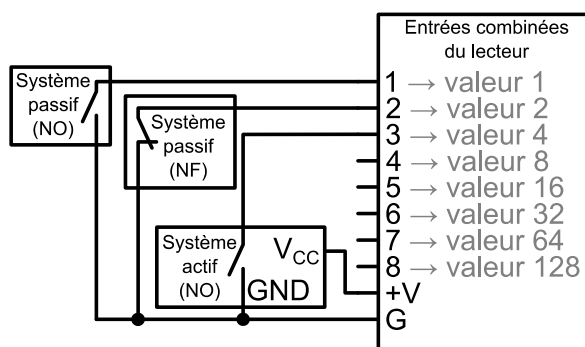 Entrées combinées
du lecteur
1 → valeur 1
2 → valeur 2
3 → valeur 4
4 → valeur 8
5 → valeur 16
6 → valeur 32
7 → valeur 64
8 → valeur 128
+V
G
Système
passif
(NO)
Système
passif
(NF)
Système
actif
(NO)
VCC
GND